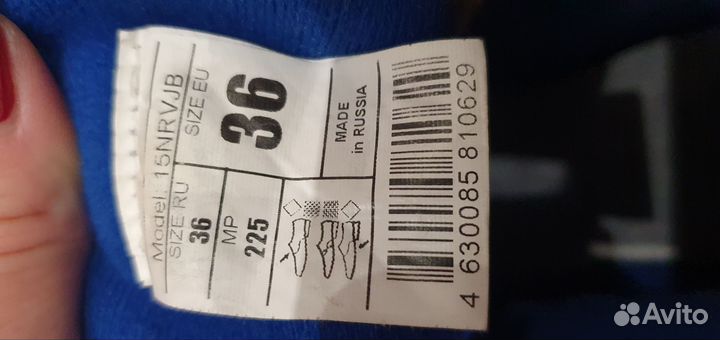 Model: 15NRVJB
SIZE RU
36
SIZE EU
36
MP
225
MADE
in RUSSIA
4 630085 810629
Avito